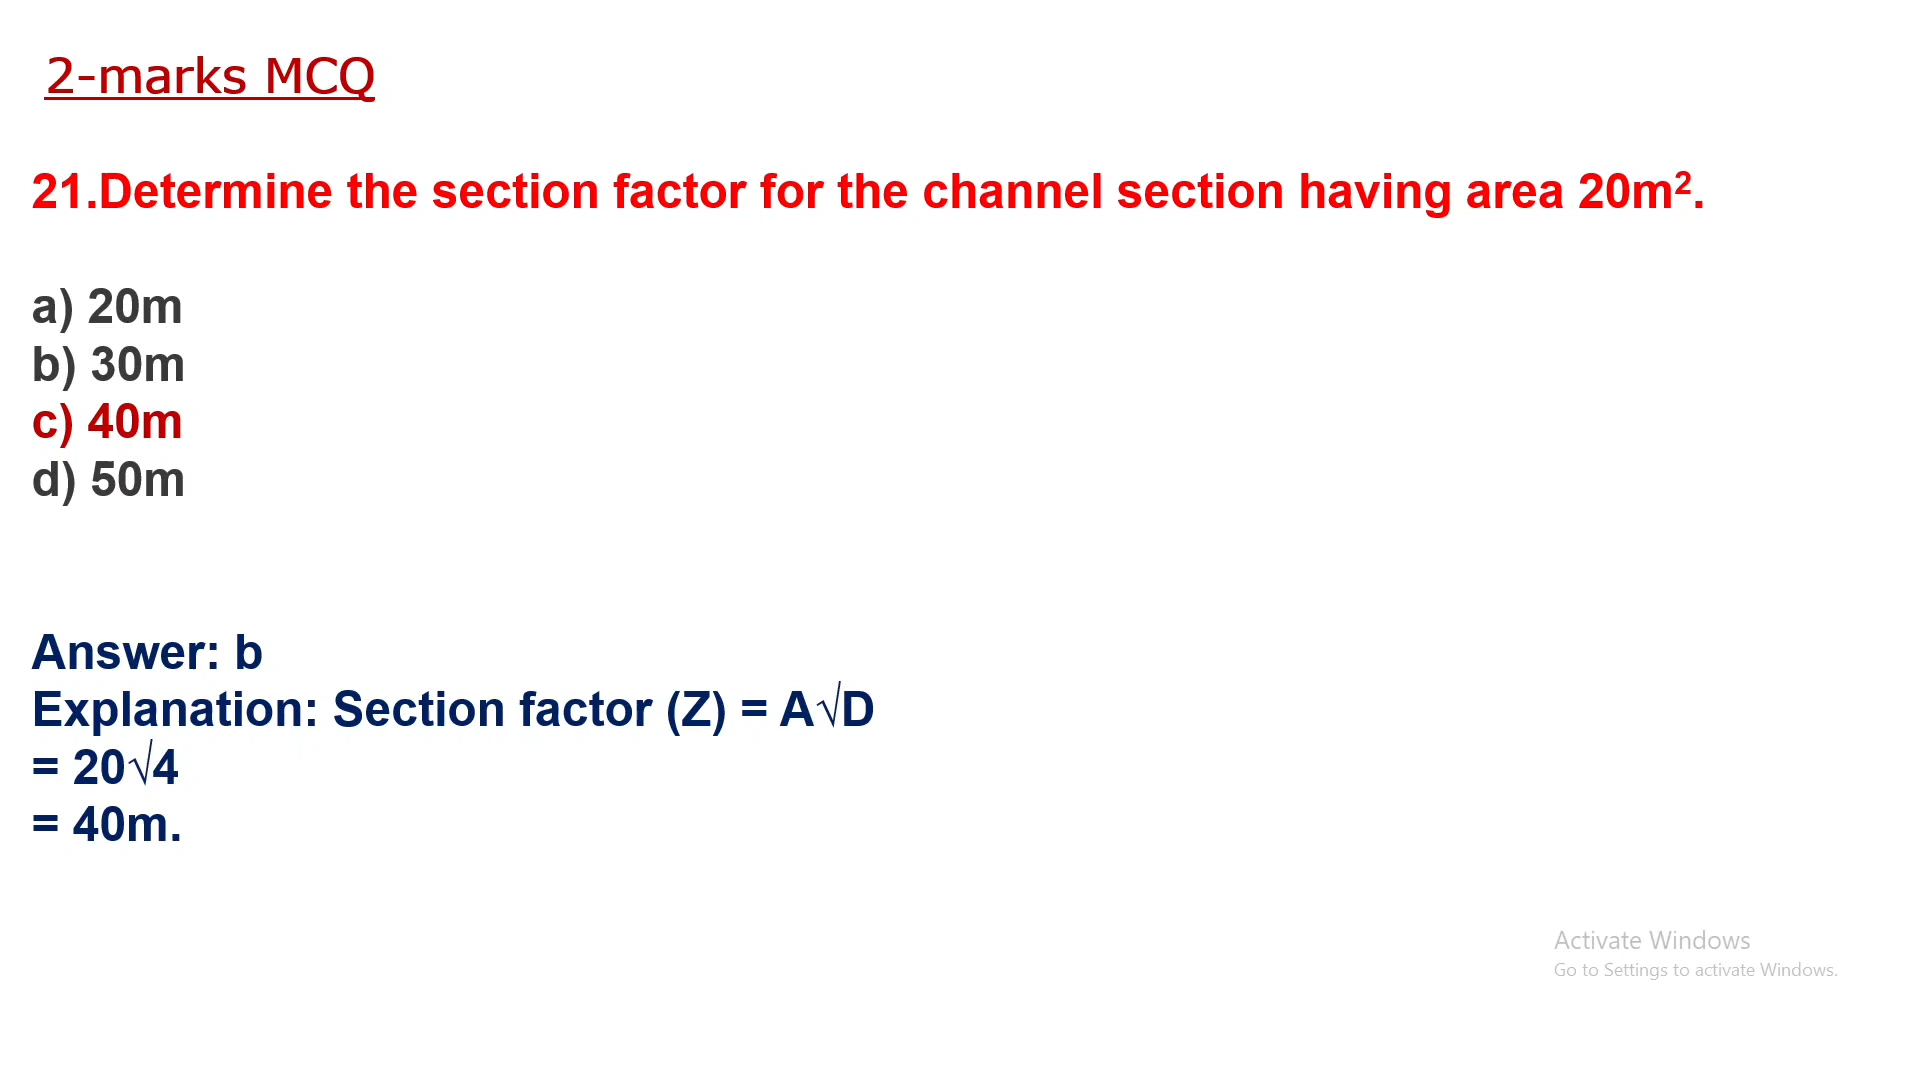 2-marks MCQ
21.Determine the section factor for the channel section having area 20m².
a) 20m
b) 30m
c) 40m
d) 50m
Answer: b
Explanation: Section factor (Z) = A√D
= 20√4
= 40m.
Activate Windows
Go to Settings to activate Windows.